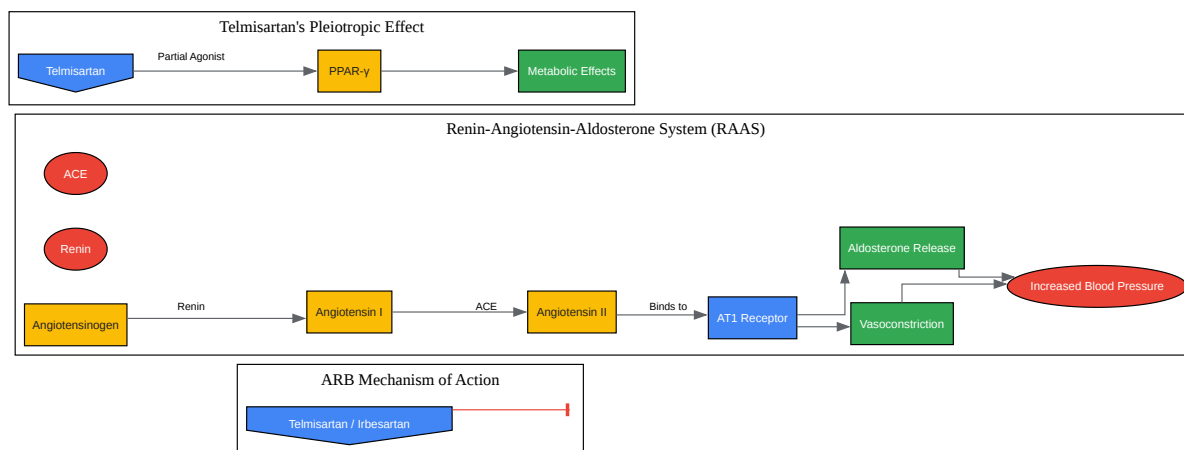 Telmisartan's Pleiotropic Effect
Telmisartan
Partial Agonist
PPAR-γ
Metabolic Effects
Renin-Angiotensin-Aldosterone System (RAAS)
ACE
Renin
Angiotensinogen
Renin
Angiotensin I
ACE
Angiotensin II
Binds to
AT1 Receptor
Aldosterone Release
Vasoconstriction
Increased Blood Pressure
ARB Mechanism of Action
Telmisartan / Irbesartan